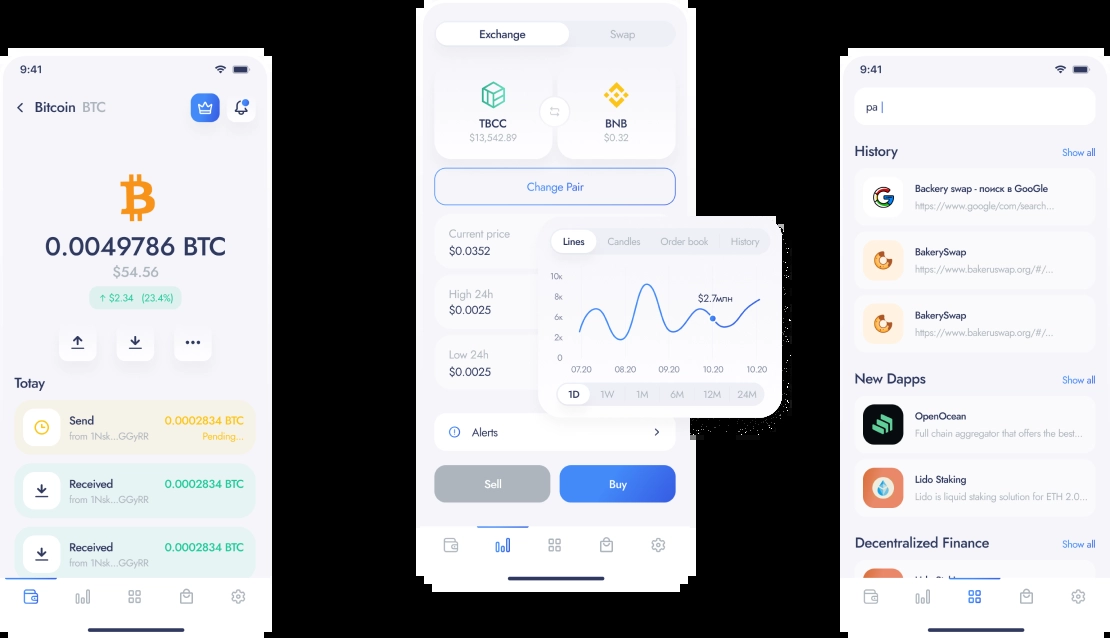 9:41
Bitcoin BTC
0.0049786 BTC
$54.56
↑ $2.34 (23.4%)
Totay
Send 0.0002834 BTC
from 1Nsk...GGyRR Pending...
Received 0.0002834 BTC
from 1Nsk...GGyRR
Received 0.0002834 BTC
from 1Nsk...GGyRR
Exchange Swap
TBCC BNB
$13,542.89 $0.32
Change Pair
Current price
$0.0352
High 24h
$0.0025
Low 24h
$0.0025
Lines Candles Order book History
10к
8к
6к
2к
0
$2.7млн
07.20 08.20 09.20 10.20 10.20
1D 1W 1M 6M 12M 24M
Alerts
Sell Buy
9:41
pa |
History Show all
Backery swap - поиск в GooGle
https://www.google/com/search...
BakerySwap
https://www.bakeruswap.org/#/...
BakerySwap
https://www.bakeruswap.org/#/...
New Dapps Show all
OpenOcean
Full chain aggregator that offers the best...
Lido Staking
Lido is liquid staking solution for ETH 2.0...
Decentralized Finance Show all